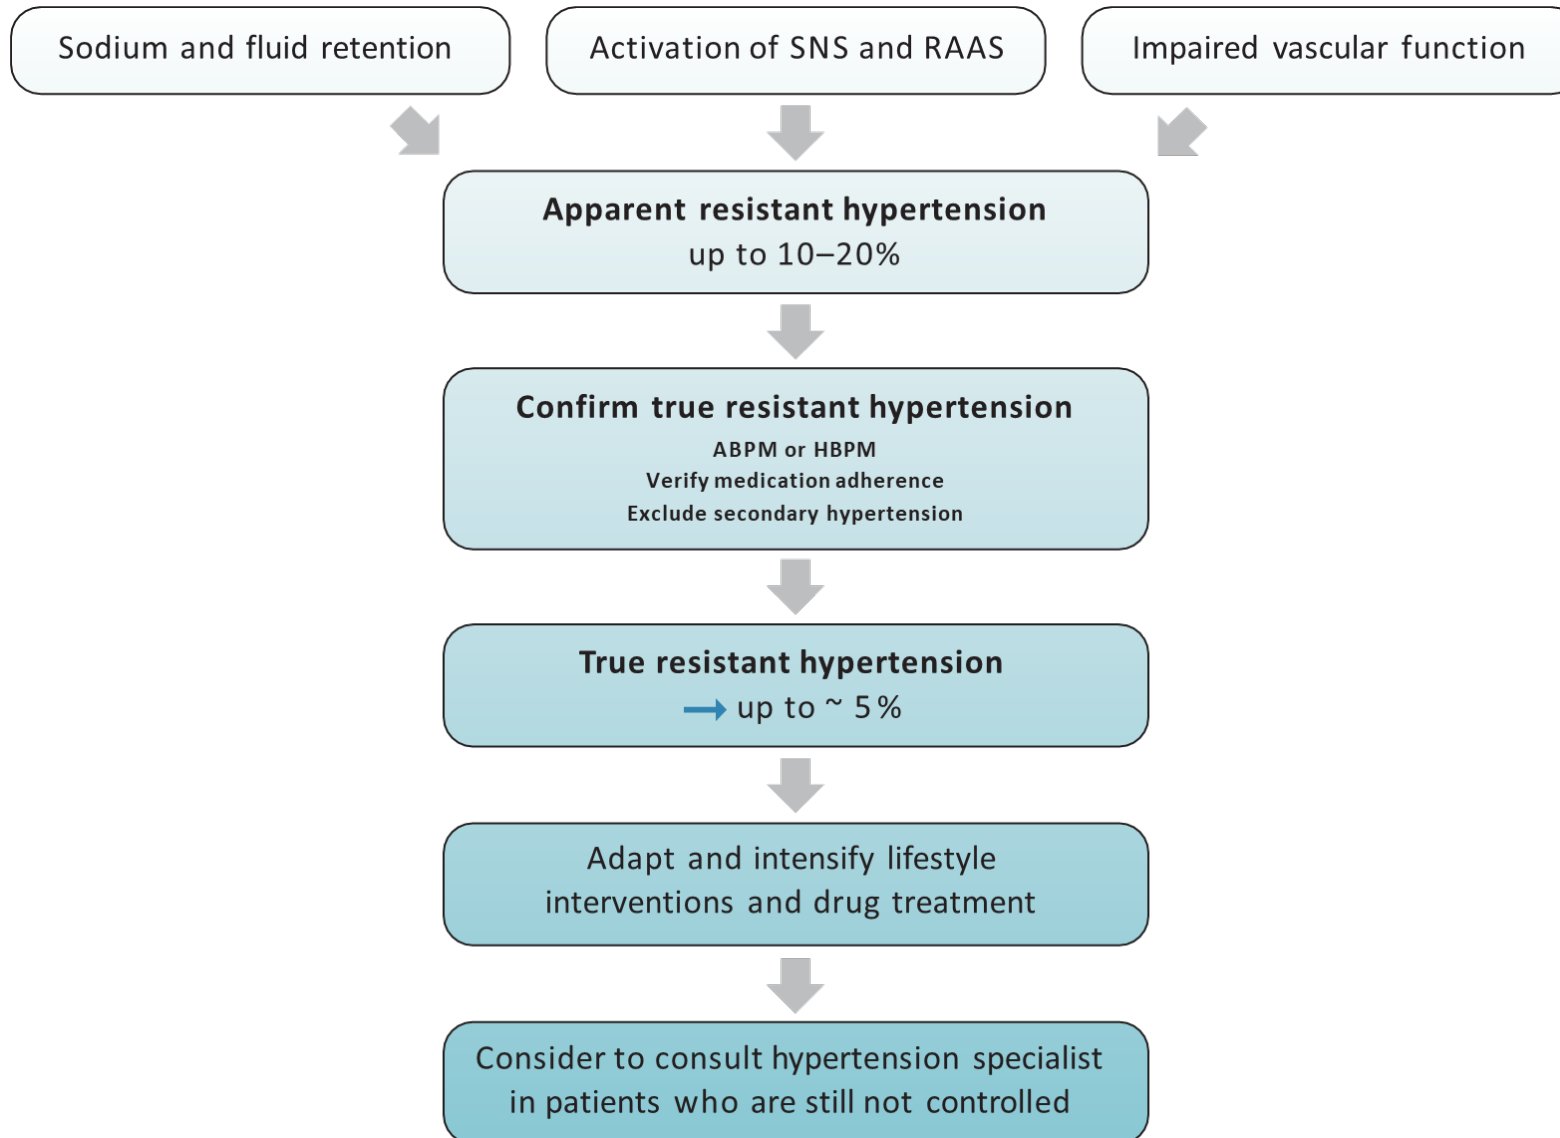 Sodium and fluid retention
Activation of SNS and RAAS
Impaired vascular function
Apparent resistant hypertension
up to 10–20%
Confirm true resistant hypertension
ABPM or HBPM
Verify medication adherence
Exclude secondary hypertension
True resistant hypertension
→ up to ~ 5%
Adapt and intensify lifestyle
interventions and drug treatment
Consider to consult hypertension specialist
in patients who are still not controlled